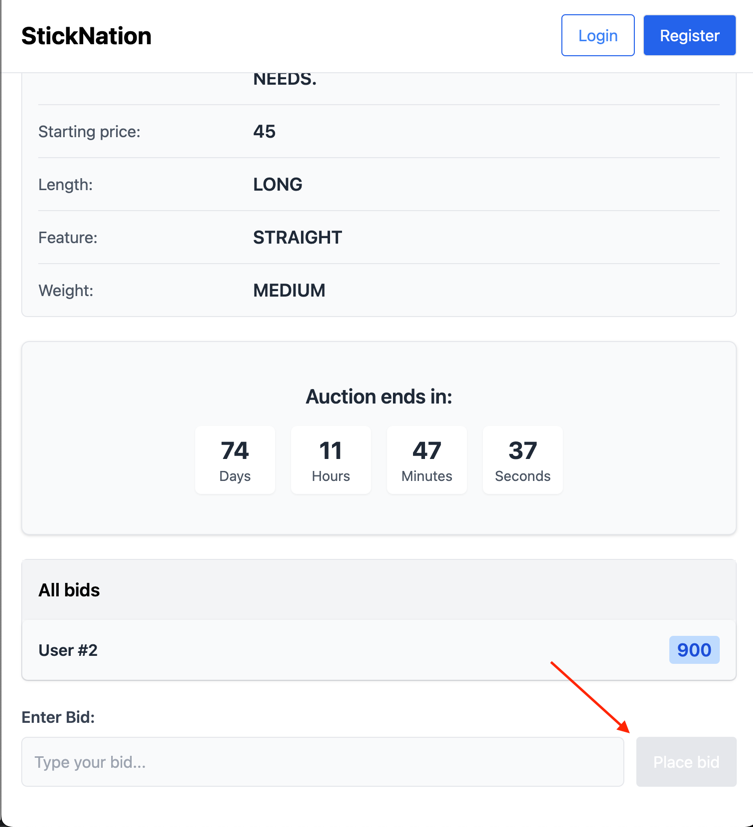 StickNation
Login
Register
NEEDS.
Starting price: 45
Length: LONG
Feature: STRAIGHT
Weight: MEDIUM
Auction ends in:
74 11 47 37
Days Hours Minutes Seconds
All bids
User #2 900
Enter Bid:
Type your bid...
Place bid